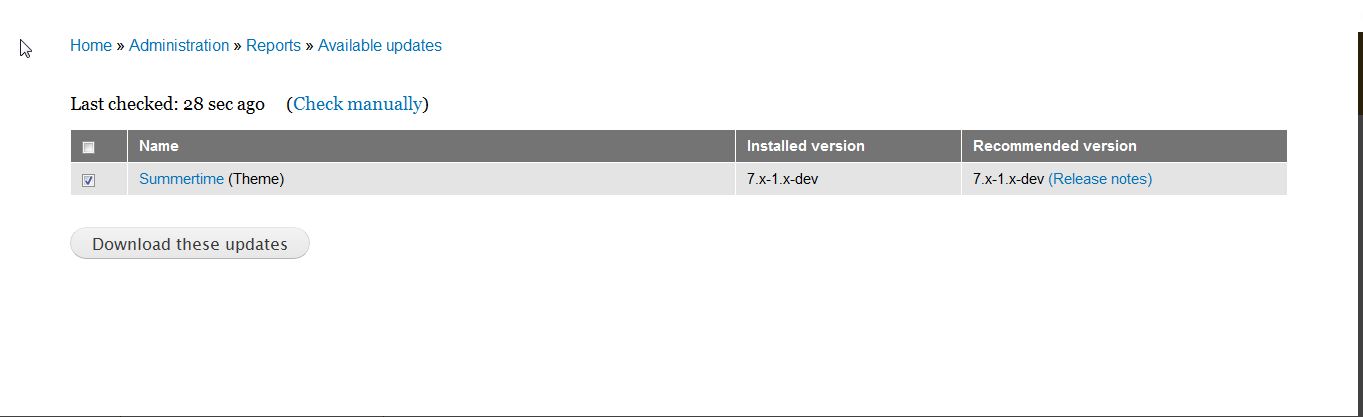 Home » Administration » Reports » Available updates
Last checked: 28 sec ago (Check manually)
Name Installed version Recommended version
Summertime (Theme) 7.x-1.x-dev 7.x-1.x-dev (Release notes)
Download these updates